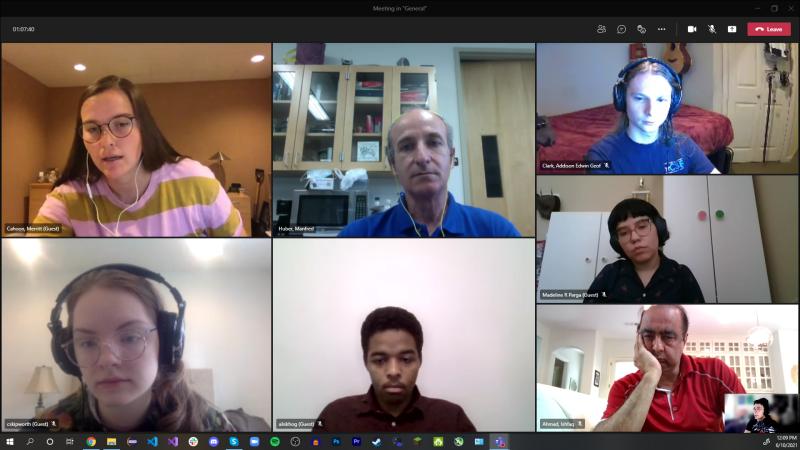 Meeting in "General"
01:07:40
Leave
Cahoon, Merritt (Guest)
Huber, Manfred
Clark, Addison Edwin Geof
Madeline R Parga (Guest)
cskipworth (Guest)
alekhog (Guest)
Ahmad, Ishfaq
12:09 PM
6/10/2021